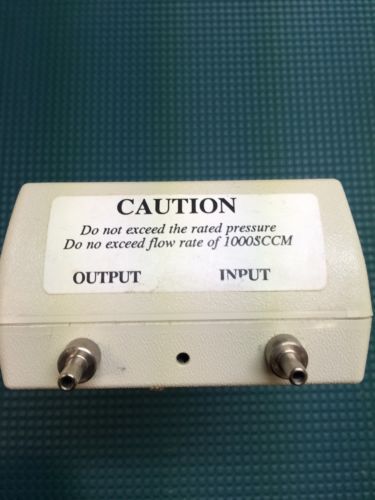 CAUTION
Do not exceed the rated pressure
Do no exceed flow rate of 1000SCCM
OUTPUT INPUT